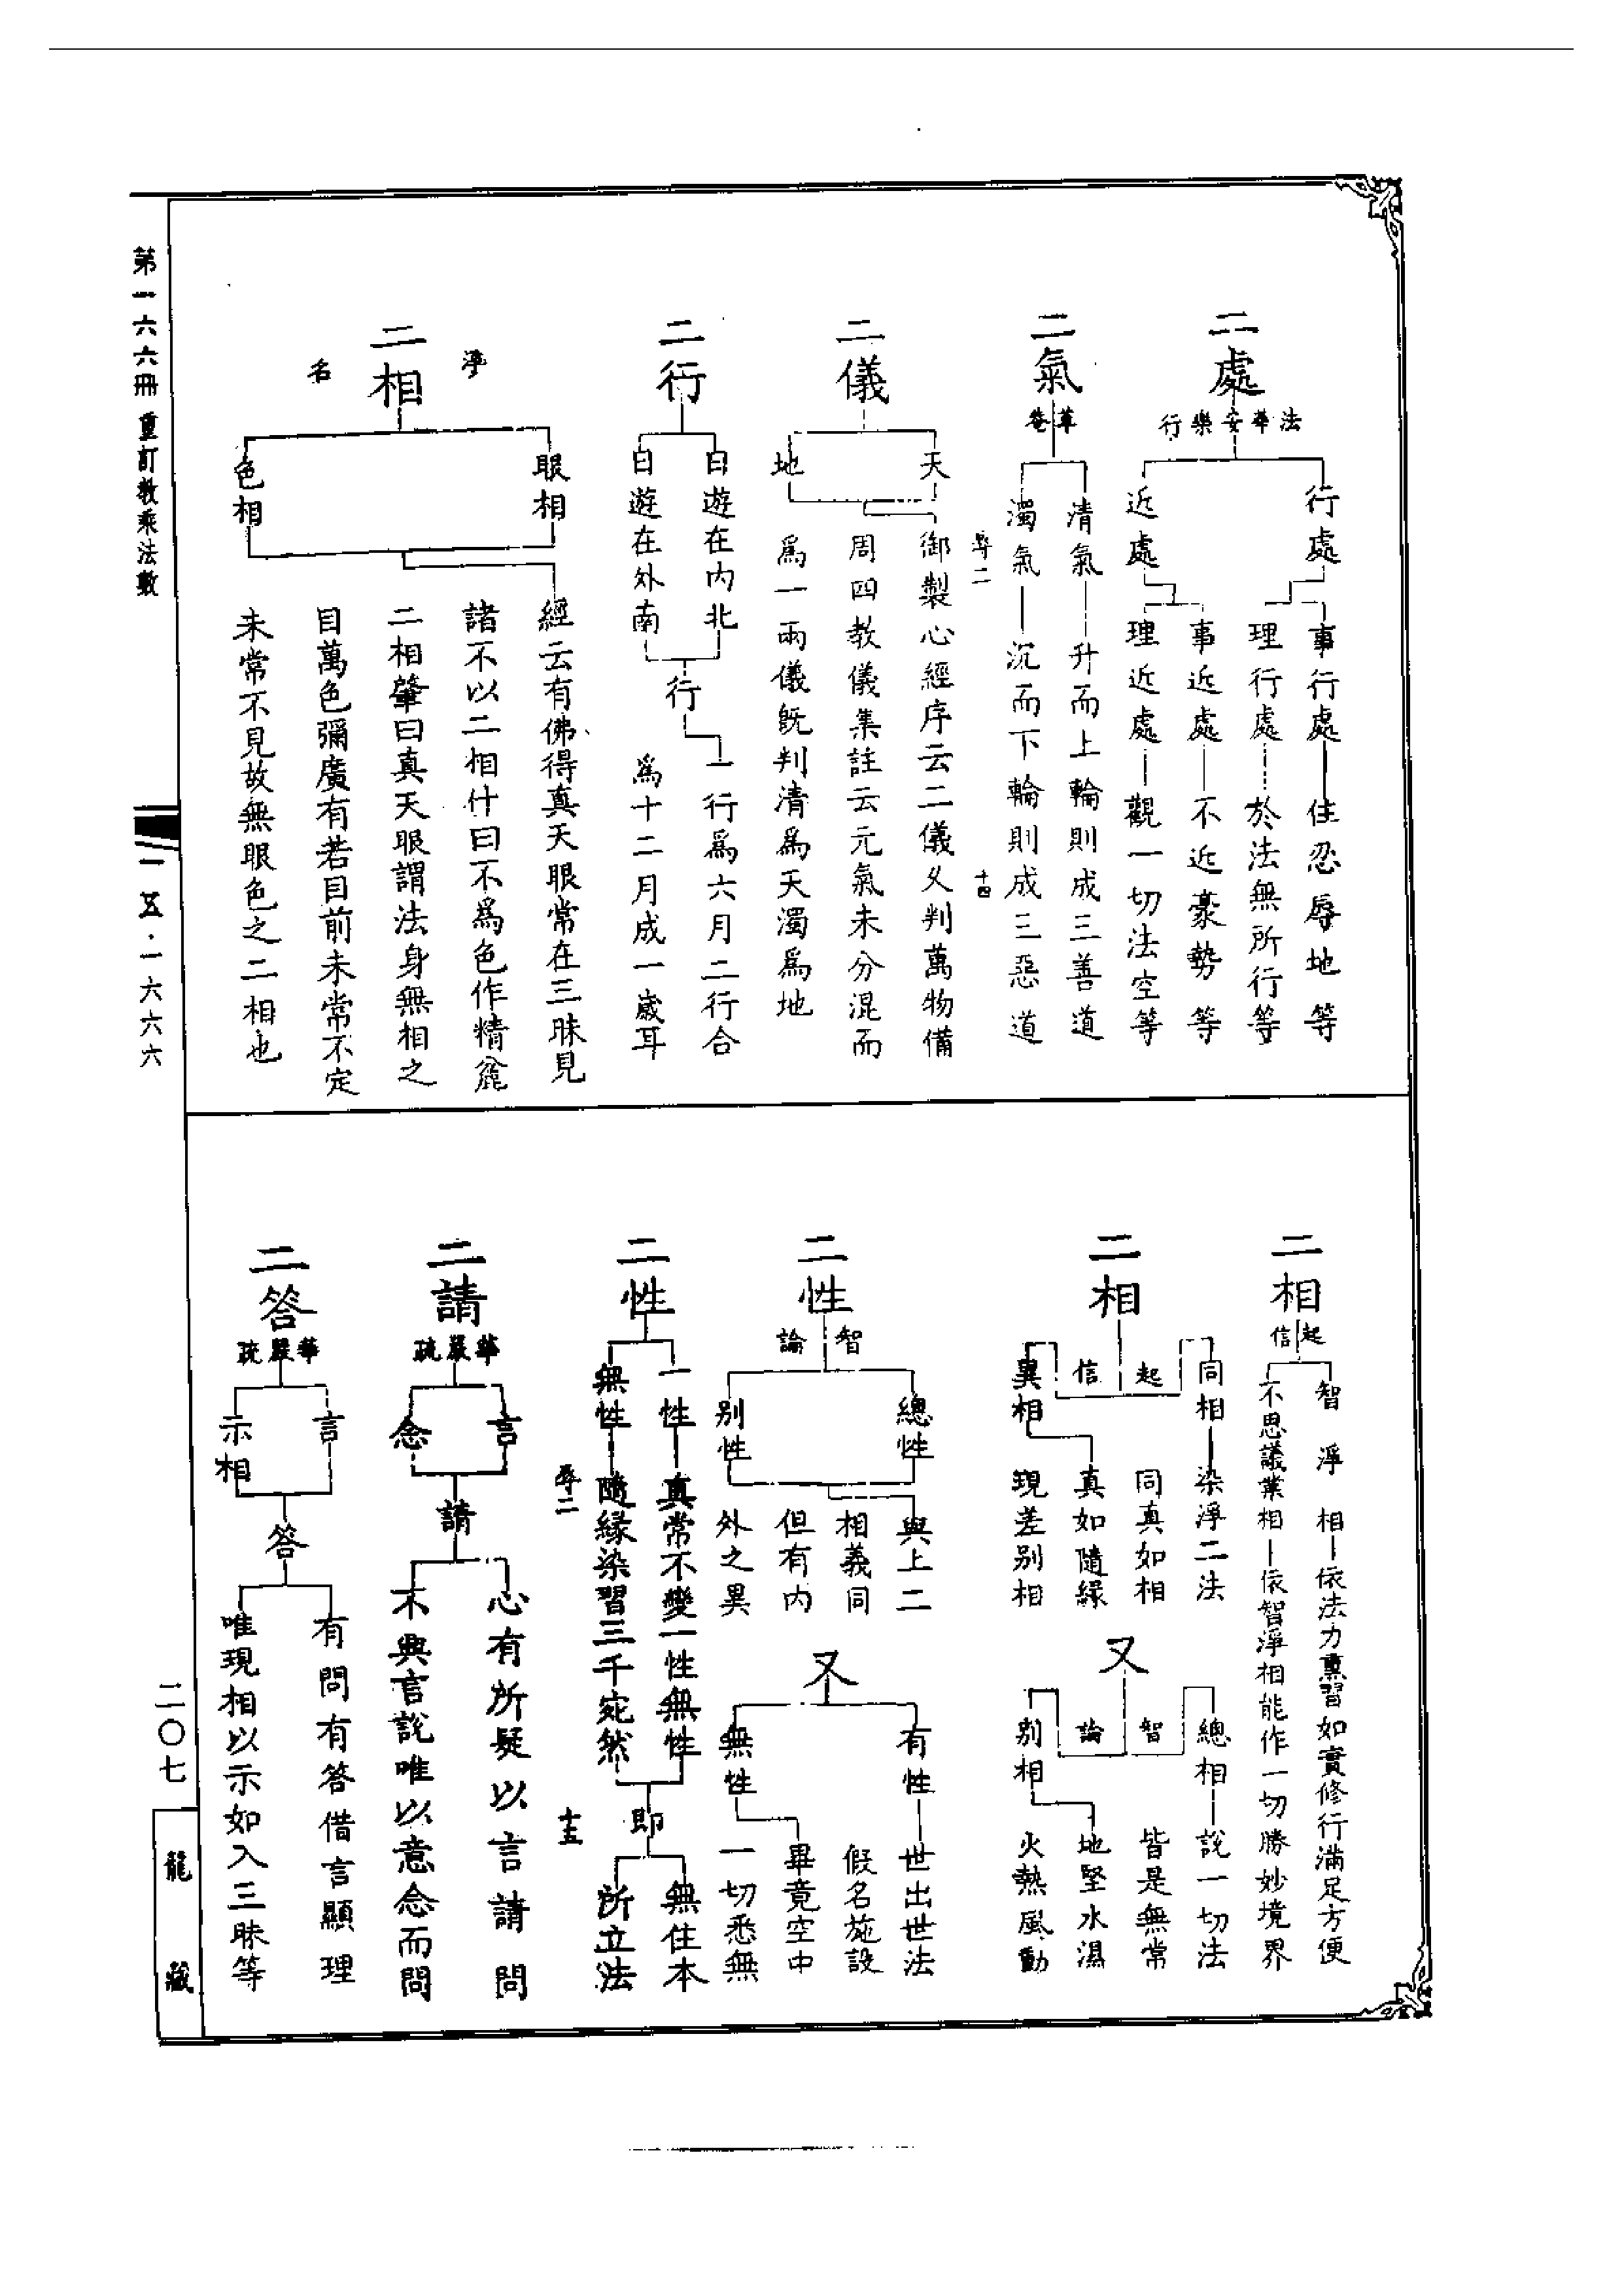 二處
法華安樂行
行處
事行處
住忍辱地等
理行處
於法無所行等
近處
事近處
不近豪勢等
理近處
觀一切法空等
二氣
清氣
升而上輪則成三善道
濁氣
沉而下輪則成三惡道
辱二
十四
二儀
天
地
御製心經序云二儀乆判萬物備
周四教儀集註云元氣未分混而
爲一兩儀旣判清爲天濁爲地
二行
日遊在內北
日遊在外南
行
一行爲六月二行合
爲十二月成一歲耳
二相
淨
名
眼相
色相
經云有佛得真天眼常在三昧見
諸不以二相什曰不爲色作精麄
二相肇曰真天眼謂法身無相之
目萬色彌廣有若目前未常不定
未常不見故無眼色之二相也
二相
起信
智淨相
依法力熏習如實修行滿足方便
不思議業相
依智淨相能作一切勝妙境界
二相
起信
同相
染淨二法
同真如相
異相
真如隨緣
現差別相
又
智論
總相
說一切法
皆是無常
別相
地堅水濕
火熱風動
二性
智論
總性
別性
與上二
相義同
但有內
外之異
又
有性
世出世法
假名施設
無性
畢竟空中
一切悉無
二性
一性
真常不變一性無性
無性
隨緣染習三千宛然
即
無住本
所立法
辱二
十五
二請
華嚴疏
言
念
請
心有所疑以言請問
不興言說唯以意念而問
二答
華嚴疏
言
示相
答
有問有答借言顯理
唯現相以示如入三昧等
第一六六冊 重訂教乘法數
一五·一六六六
二〇七
龍藏